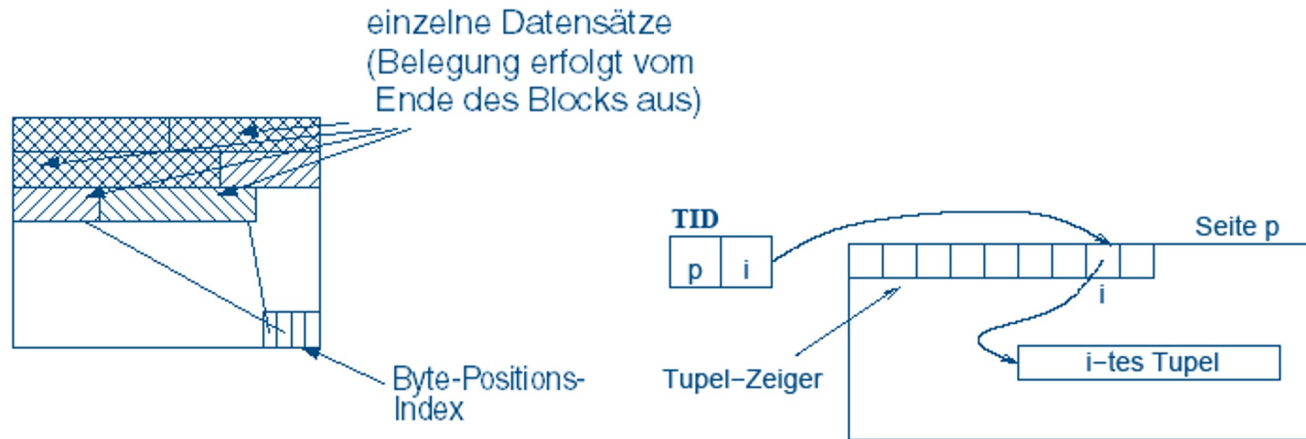 einzelne Datensätze
(Belegung erfolgt vom
Ende des Blocks aus)
Byte-Positions-
Index
TID
p i
Seite p
i
i-tes Tupel
Tupel-Zeiger